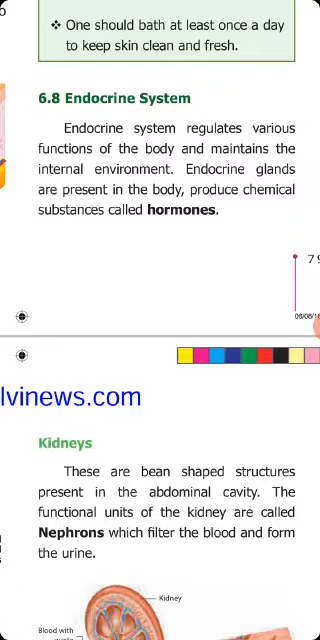 ❖ One should bath at least once a day
to keep skin clean and fresh.
6.8 Endocrine System
Endocrine system regulates various
functions of the body and maintains the
internal environment. Endocrine glands
are present in the body, produce chemical
substances called hormones.
lvinews.com
Kidneys
These are bean shaped structures
present in the abdominal cavity. The
functional units of the kidney are called
Nephrons which filter the blood and form
the urine.
Kidney
Blood with